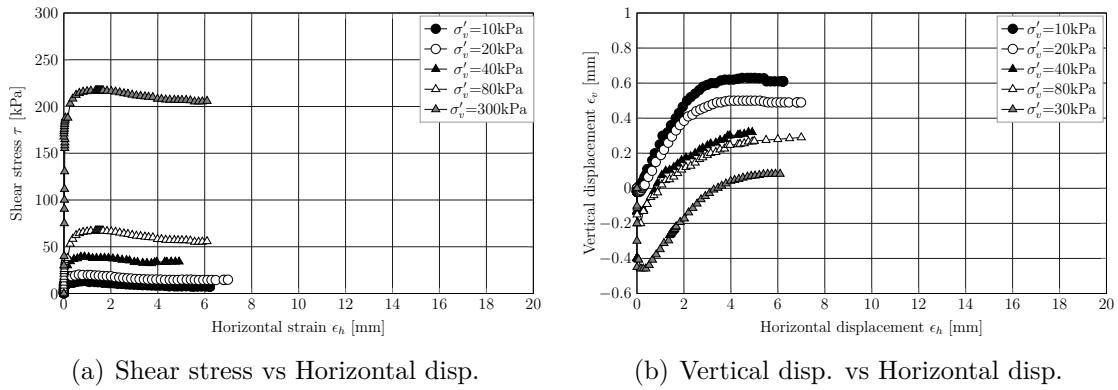 300
250
200
150
100
50
0
0 2 4 6 8 10 12 14 16 18 20
Shear stress τ [kPa]
Horizontal strain ϵh [mm]
σ′v=10kPa
σ′v=20kPa
σ′v=40kPa
σ′v=80kPa
σ′v=300kPa
(a) Shear stress vs Horizontal disp.
1
0.8
0.6
0.4
0.2
0
−0.2
−0.4
−0.6
0 2 4 6 8 10 12 14 16 18 20
Vertical displacement ϵv [mm]
Horizontal displacement ϵh [mm]
σ′v=10kPa
σ′v=20kPa
σ′v=40kPa
σ′v=80kPa
σ′v=30kPa
(b) Vertical disp. vs Horizontal disp.